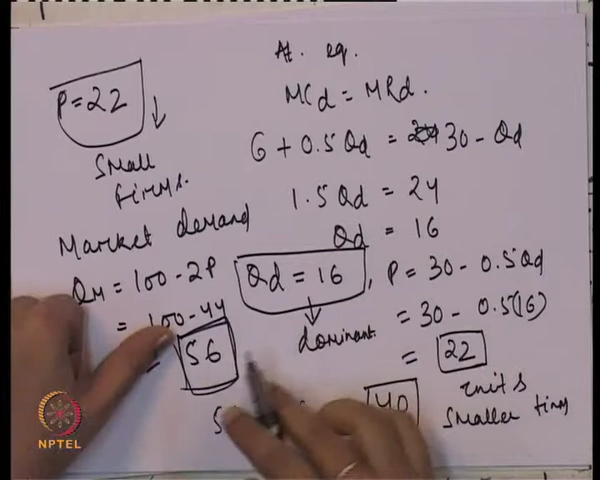 At. eq.
MCd = MRd.
6 + 0.5Qd = 30 - Qd
1.5Qd = 24
Qd = 16
Qd = 16, P = 30 - 0.5Qd
dominant.
= 30 - 0.5(16)
= 22
P = 22
Small
firms.
Market demand
QM = 100 - 2P
= 100 - 44
= 56
S
40
units
smaller firm
NPTEL